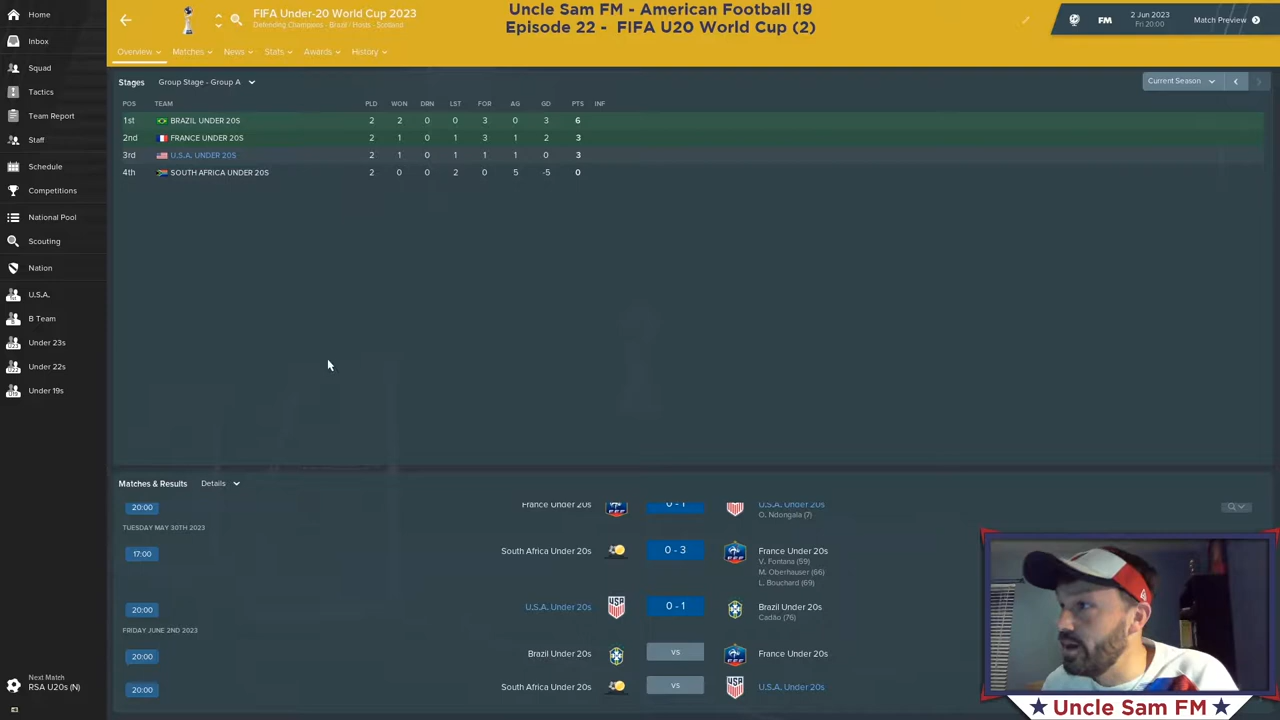 Home
Inbox
Squad
Tactics
Team Report
Staff
Schedule
Competitions
National Pool
Scouting
Nation
U.S.A.
B Team
Under 23s
Under 22s
Under 19s
Next Match
RSA U20s (N)
FIFA Under-20 World Cup 2023
Defending Champions - Brazil Hosts - Scotland
Uncle Sam FM - American Football 19
Episode 22 - FIFA U20 World Cup (2)
FM
2 Jun 2023
Fri 20:00
Match Preview
Overview Matches News Stats Awards History
Stages Group Stage - Group A
Current Season
POS TEAM PLD WON DRN LST FOR AG GD PTS INF
1st BRAZIL UNDER 20S 2 2 0 0 3 0 3 6
2nd FRANCE UNDER 20S 2 1 0 1 3 1 2 3
3rd U.S.A. UNDER 20S 2 1 0 1 1 1 0 3
4th SOUTH AFRICA UNDER 20S 2 0 0 2 0 5 -5 0
Matches & Results Details
20:00 France Under 20s 0 - 1 U.S.A. Under 20s
O. Ndongala (7)
TUESDAY MAY 30TH 2023
17:00 South Africa Under 20s 0 - 3 France Under 20s
V. Fontana (59)
M. Oberhauser (66)
L. Bouchard (69)
20:00 U.S.A. Under 20s 0 - 1 Brazil Under 20s
Cadão (76)
FRIDAY JUNE 2ND 2023
20:00 Brazil Under 20s vs France Under 20s
20:00 South Africa Under 20s vs U.S.A. Under 20s
Uncle Sam FM